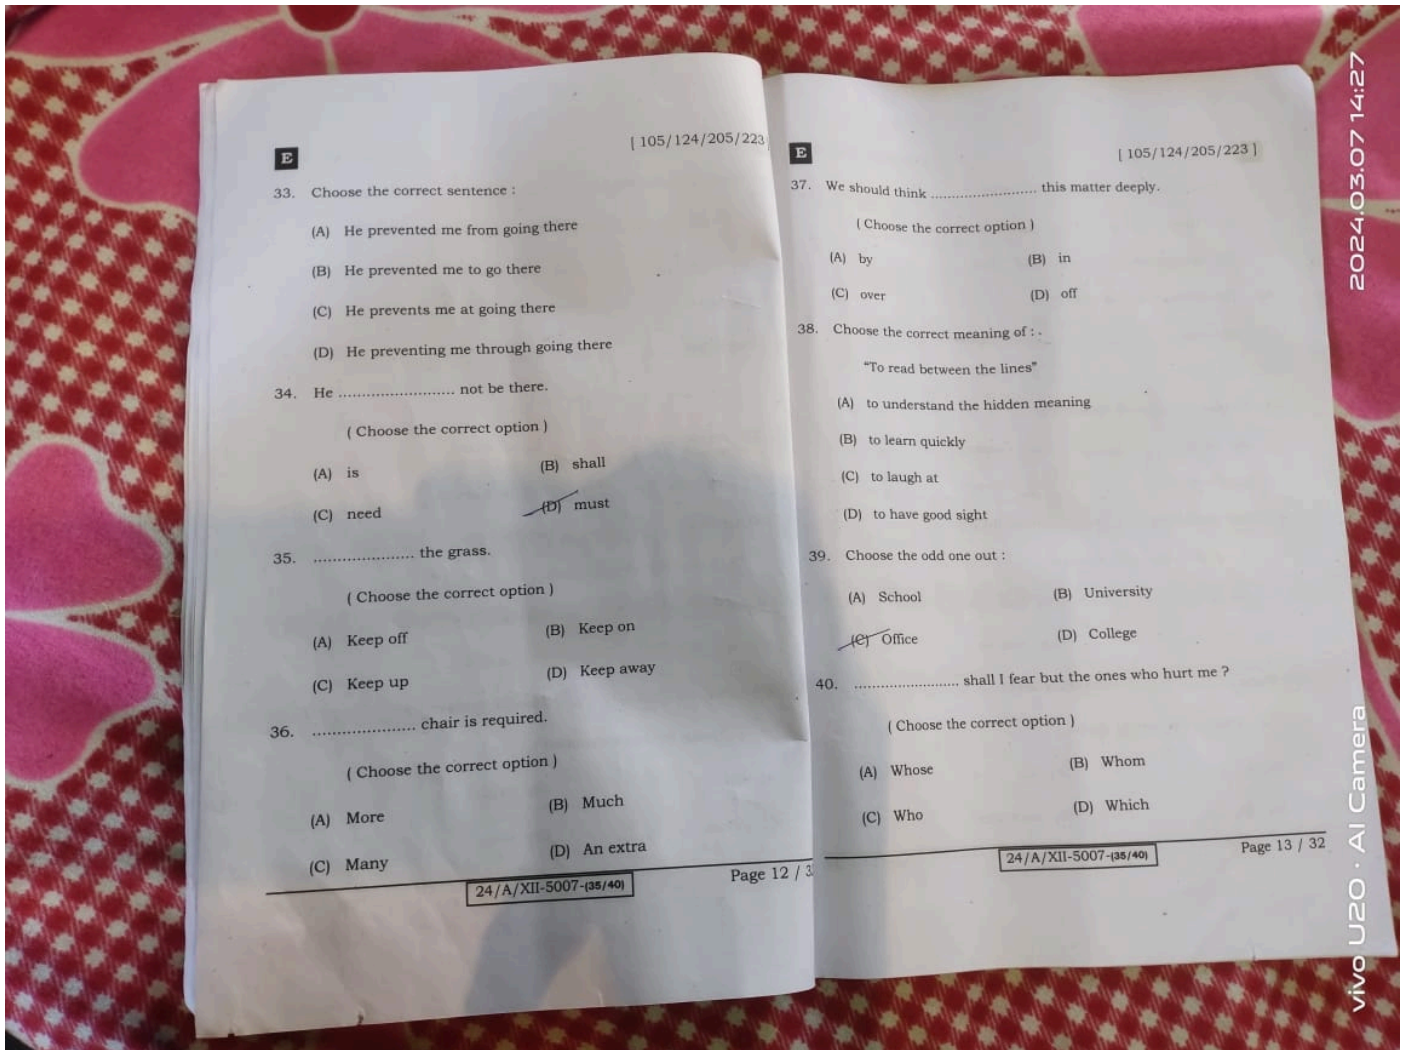 E
[ 105/124/205/223
33. Choose the correct sentence :
(A) He prevented me from going there
(B) He prevented me to go there
(C) He prevents me at going there
(D) He preventing me through going there
34. He ........................ not be there.
( Choose the correct option )
(A) is (B) shall
(C) need (D) must
35. ..................... the grass.
( Choose the correct option )
(A) Keep off (B) Keep on
(C) Keep up (D) Keep away
36. ..................... chair is required.
( Choose the correct option )
(A) More (B) Much
(C) Many (D) An extra
24/A/XII-5007-(35/40) Page 12 / 3
E
[ 105/124/205/223 ]
37. We should think ...................... this matter deeply.
( Choose the correct option )
(A) by (B) in
(C) over (D) off
38. Choose the correct meaning of : .
“To read between the lines”
(A) to understand the hidden meaning
(B) to learn quickly
(C) to laugh at
(D) to have good sight
39. Choose the odd one out :
(A) School (B) University
(C) Office (D) College
40. ...................... shall I fear but the ones who hurt me ?
( Choose the correct option )
(A) Whose (B) Whom
(C) Who (D) Which
24/A/XII-5007-(35/40) Page 13 / 32
vivo U20 · AI Camera 2024.03.07 14:27